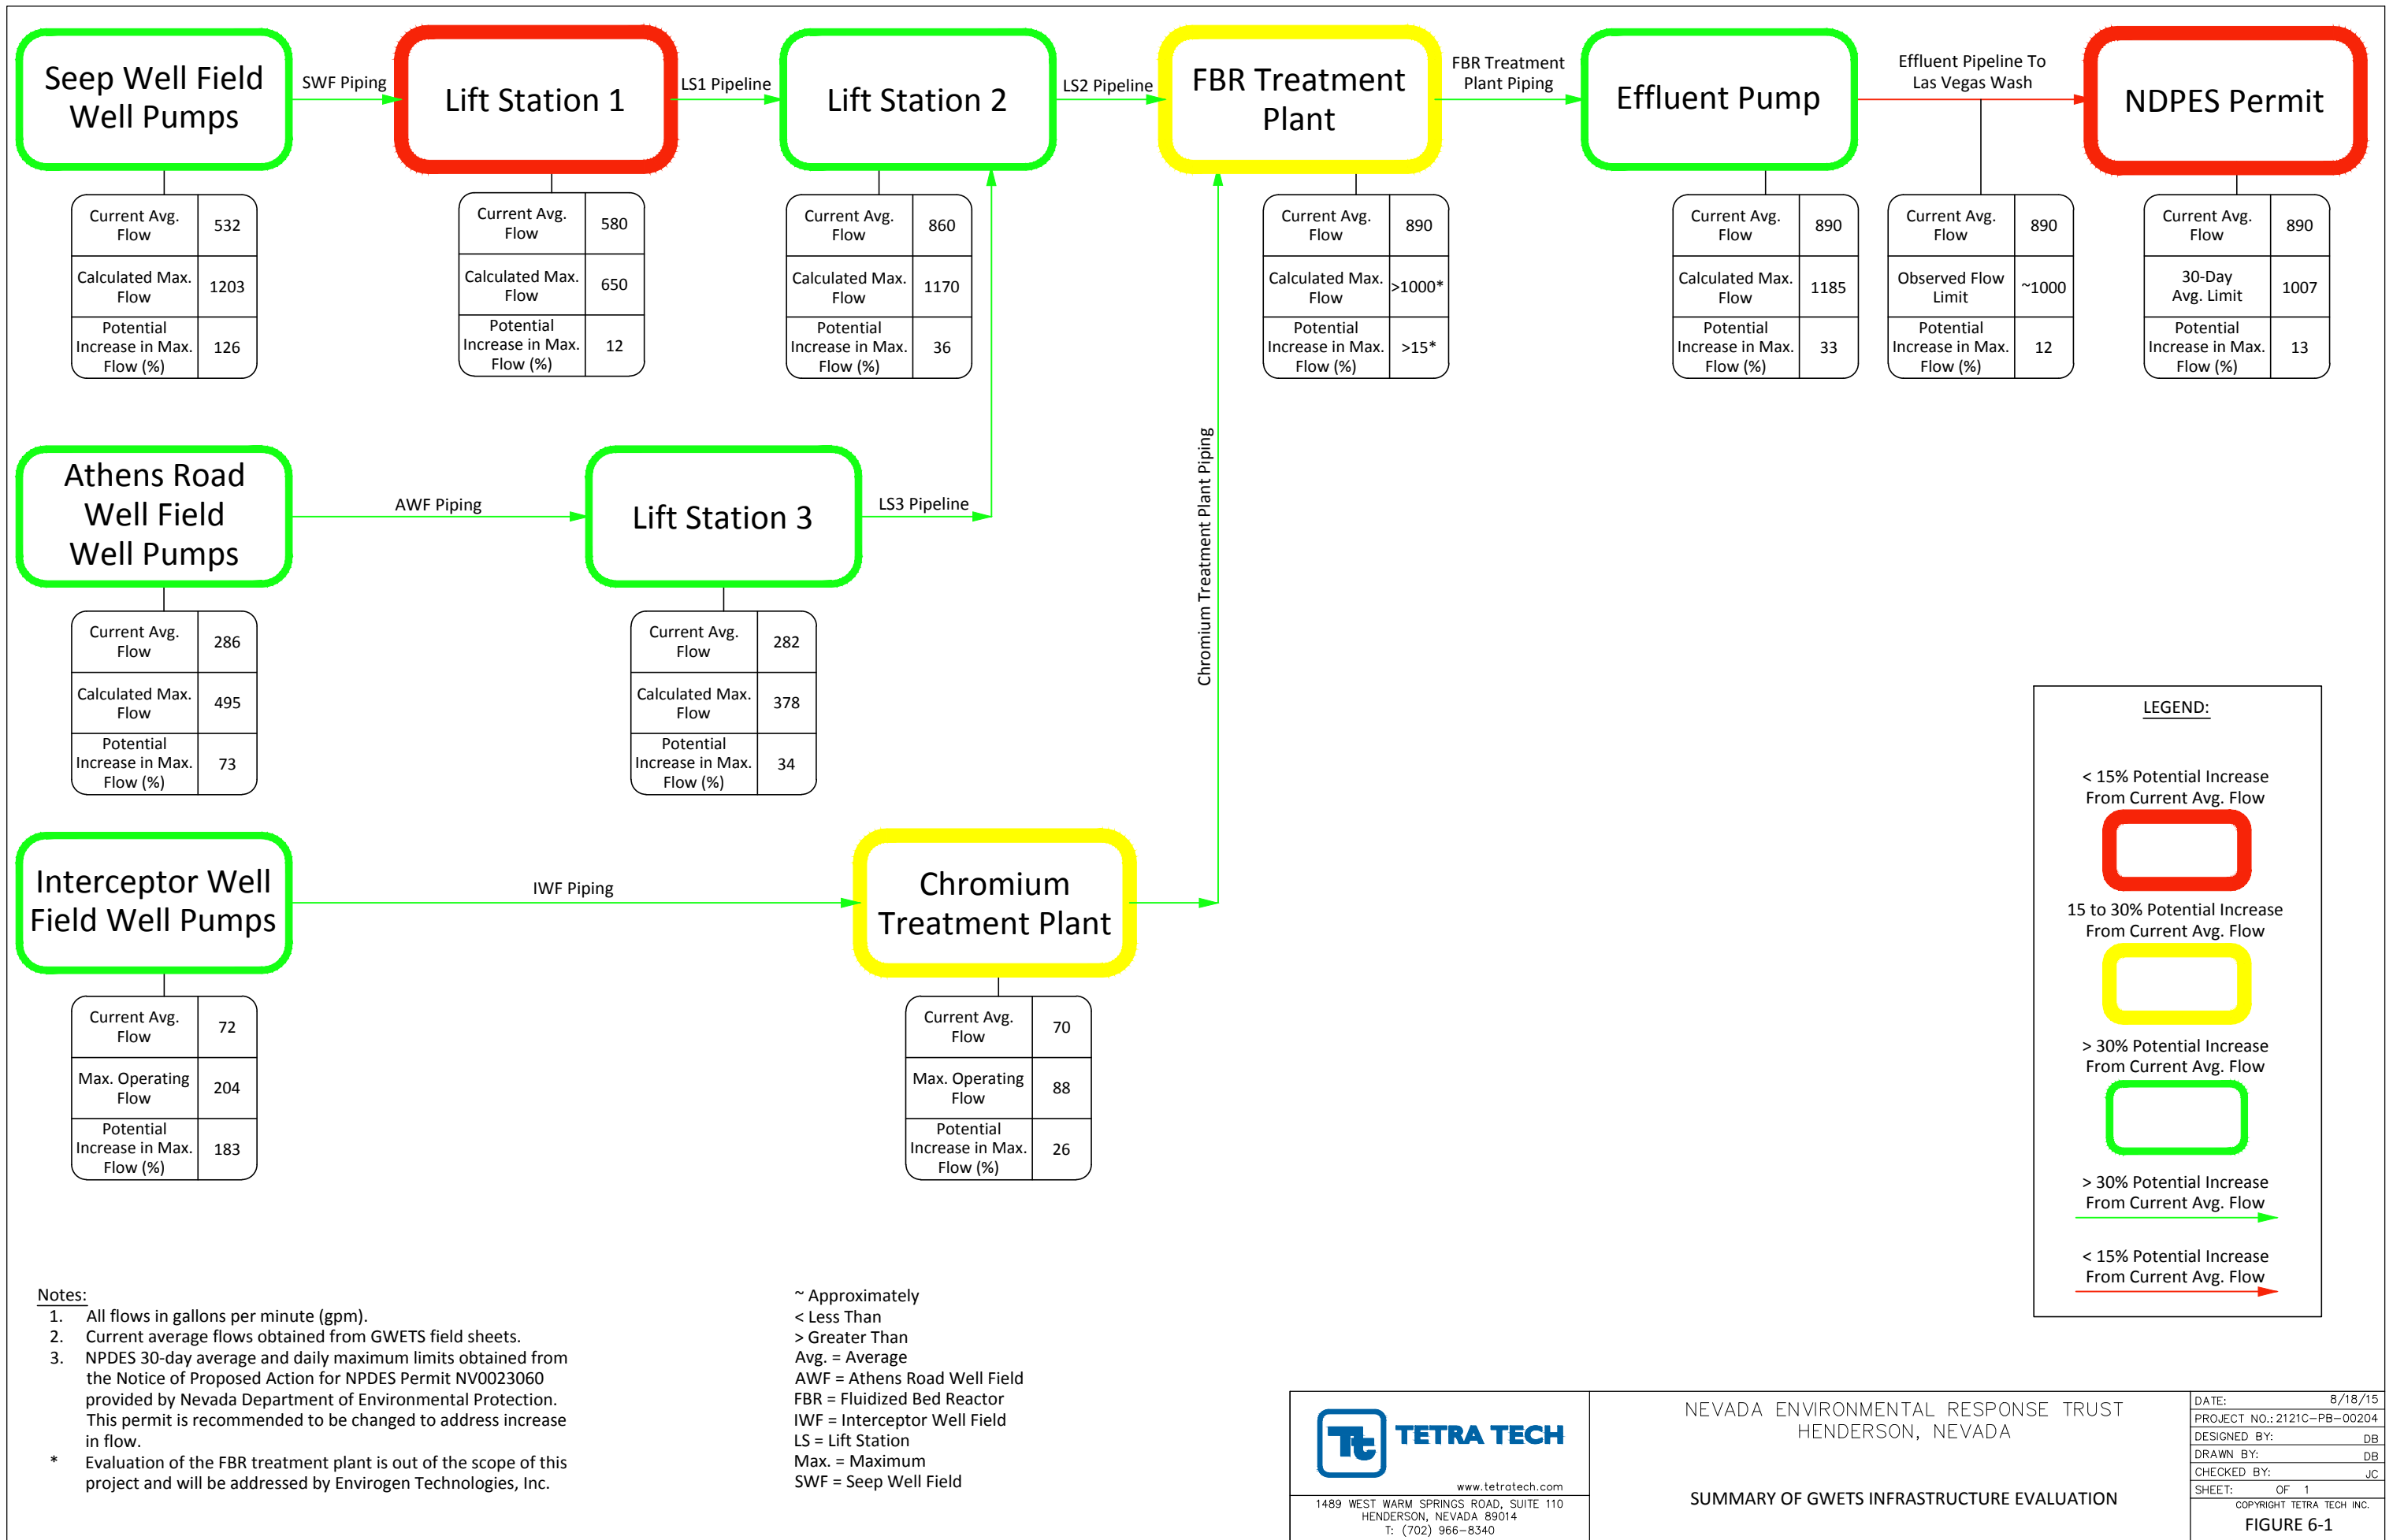 Seep Well Field
Well Pumps
SWF Piping
Lift Station 1
LS1 Pipeline
Lift Station 2
LS2 Pipeline
FBR Treatment
Plant
FBR Treatment
Plant Piping
Effluent Pump
Effluent Pipeline To
Las Vegas Wash
NDPES Permit
Current Avg.
Flow
532
Calculated Max.
Flow
1203
Potential
Increase in Max.
Flow (%)
126
Current Avg.
Flow
580
Calculated Max.
Flow
650
Potential
Increase in Max.
Flow (%)
12
Current Avg.
Flow
860
Calculated Max.
Flow
1170
Potential
Increase in Max.
Flow (%)
36
Current Avg.
Flow
890
Calculated Max.
Flow
>1000*
Potential
Increase in Max.
Flow (%)
>15*
Current Avg.
Flow
890
Calculated Max.
Flow
1185
Potential
Increase in Max.
Flow (%)
33
Current Avg.
Flow
890
Observed Flow
Limit
~1000
Potential
Increase in Max.
Flow (%)
12
Current Avg.
Flow
890
30-Day
Avg. Limit
1007
Potential
Increase in Max.
Flow (%)
13
Athens Road
Well Field
Well Pumps
AWF Piping
Lift Station 3
LS3 Pipeline
Chromium Treatment Plant Piping
Current Avg.
Flow
286
Calculated Max.
Flow
495
Potential
Increase in Max.
Flow (%)
73
Current Avg.
Flow
282
Calculated Max.
Flow
378
Potential
Increase in Max.
Flow (%)
34
Interceptor Well
Field Well Pumps
IWF Piping
Chromium
Treatment Plant
Current Avg.
Flow
72
Max. Operating
Flow
204
Potential
Increase in Max.
Flow (%)
183
Current Avg.
Flow
70
Max. Operating
Flow
88
Potential
Increase in Max.
Flow (%)
26
LEGEND:
< 15% Potential Increase
From Current Avg. Flow
15 to 30% Potential Increase
From Current Avg. Flow
> 30% Potential Increase
From Current Avg. Flow
> 30% Potential Increase
From Current Avg. Flow
< 15% Potential Increase
From Current Avg. Flow
Notes:
1. All flows in gallons per minute (gpm).
2. Current average flows obtained from GWETS field sheets.
3. NPDES 30-day average and daily maximum limits obtained from
the Notice of Proposed Action for NPDES Permit NV0023060
provided by Nevada Department of Environmental Protection.
This permit is recommended to be changed to address increase
in flow.
* Evaluation of the FBR treatment plant is out of the scope of this
project and will be addressed by Envirogen Technologies, Inc.
~ Approximately
< Less Than
> Greater Than
Avg. = Average
AWF = Athens Road Well Field
FBR = Fluidized Bed Reactor
IWF = Interceptor Well Field
LS = Lift Station
Max. = Maximum
SWF = Seep Well Field
Tt TETRA TECH
www.tetratech.com
1489 WEST WARM SPRINGS ROAD, SUITE 110
HENDERSON, NEVADA 89014
T: (702) 966-8340
NEVADA ENVIRONMENTAL RESPONSE TRUST
HENDERSON, NEVADA
SUMMARY OF GWETS INFRASTRUCTURE EVALUATION
DATE: 8/18/15
PROJECT NO.: 2121C-PB-00204
DESIGNED BY: DB
DRAWN BY: DB
CHECKED BY: JC
SHEET: OF 1
COPYRIGHT TETRA TECH INC.
FIGURE 6-1